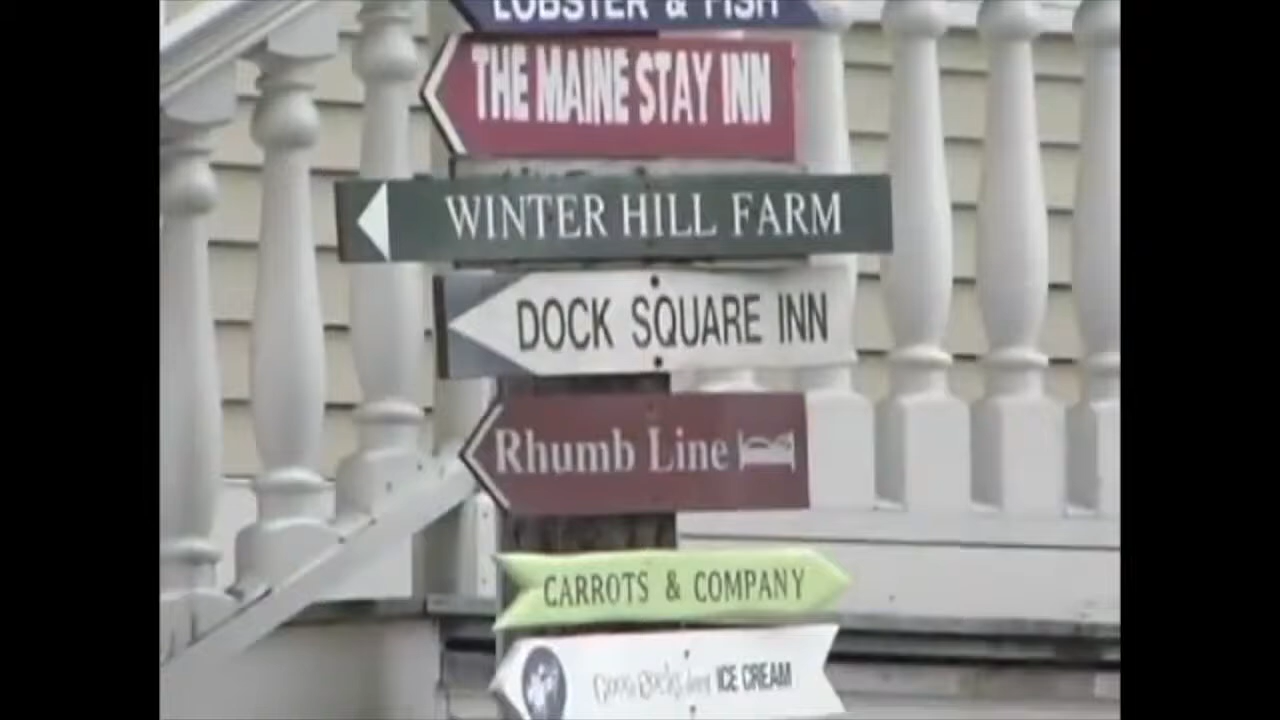 LOBSTER & FISH
THE MAINE STAY INN
WINTER HILL FARM
DOCK SQUARE INN
Rhumb Line
CARROTS & COMPANY
ICE CREAM